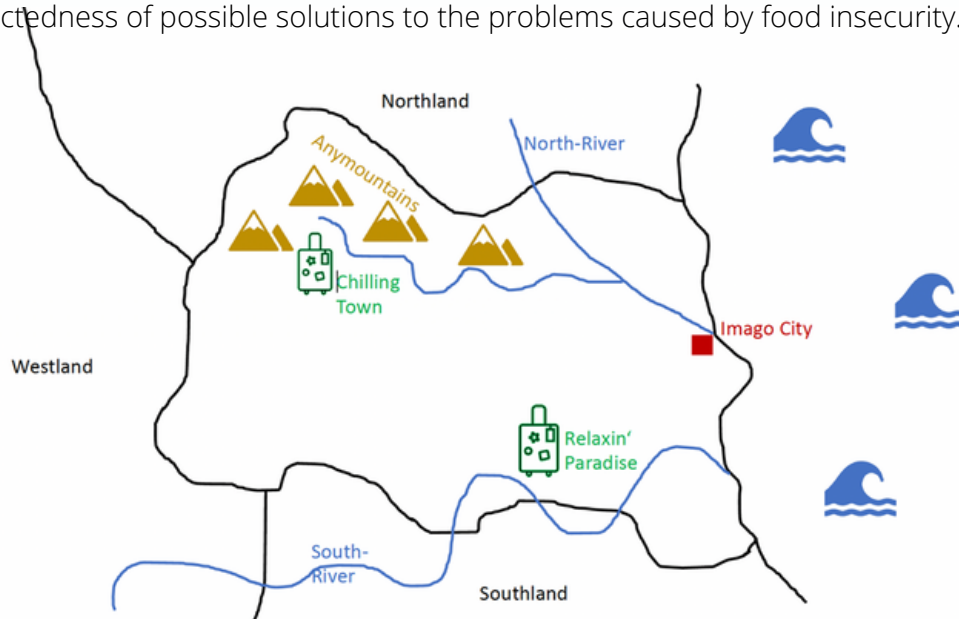 ctedness of possible solutions to the problems caused by food insecurity.
Northland
North-River
Anymountains
Chilling
Town
Imago City
Westland
Relaxin'
Paradise
South-
River
Southland